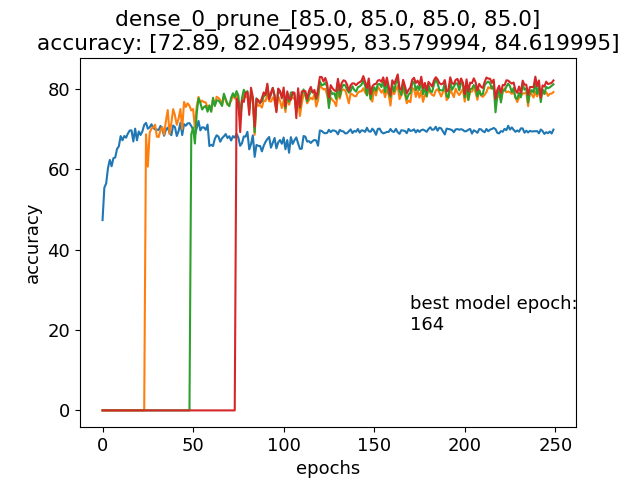 dense_0_prune_[85.0, 85.0, 85.0, 85.0]
accuracy: [72.89, 82.049995, 83.579994, 84.619995]
80
60
40
20
0
accuracy
best model epoch:
164
0 50 100 150 200 250
epochs